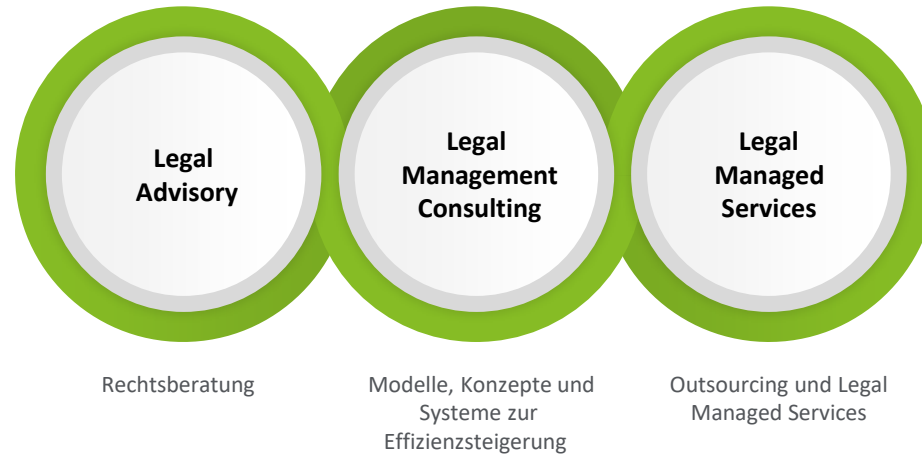 Legal
Advisory
Legal
Management
Consulting
Legal
Managed
Services
Rechtsberatung
Modelle, Konzepte und
Systeme zur
Effizienzsteigerung
Outsourcing und Legal
Managed Services